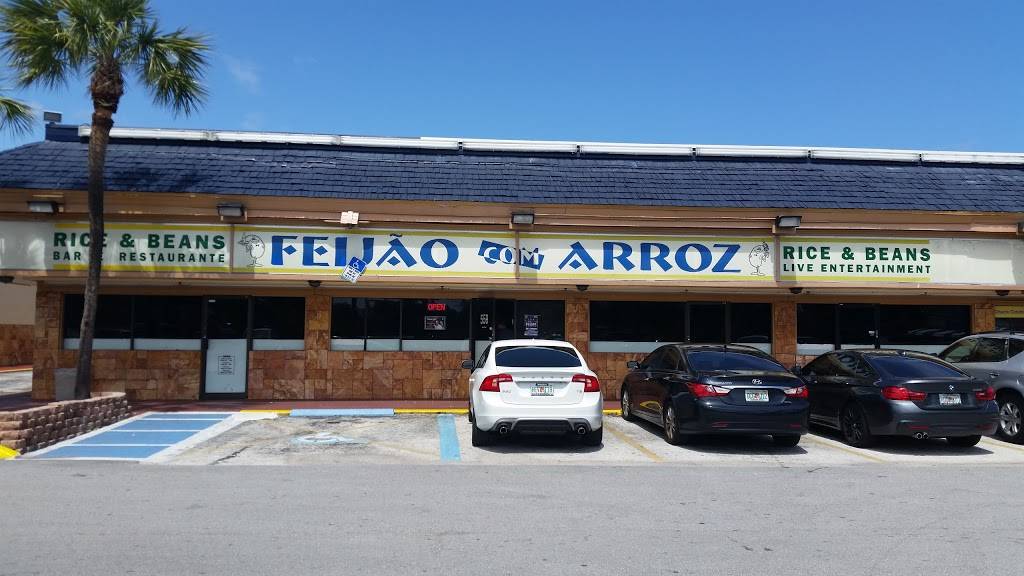 RICE & BEANS
BAR E RESTAURANTE
FEIJÃO COM ARROZ
RICE & BEANS
LIVE ENTERTAINMENT
OPEN